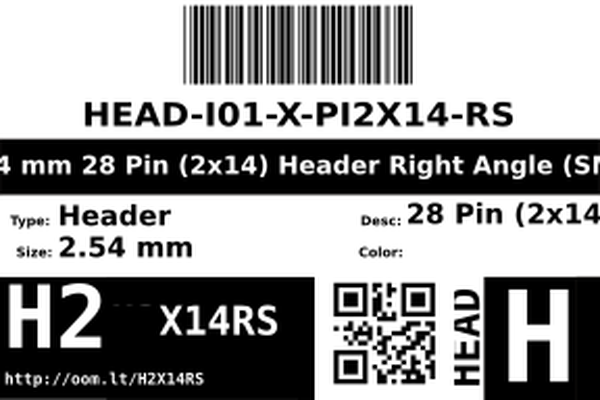 HEAD-I01-X-PI2X14-RS
4 mm 28 Pin (2x14) Header Right Angle (SM
Type: Header
Desc: 28 Pin (2x14
Size: 2.54 mm
Color:
H2 X14RS
http://oom.lt/H2X14RS
HEAD
H